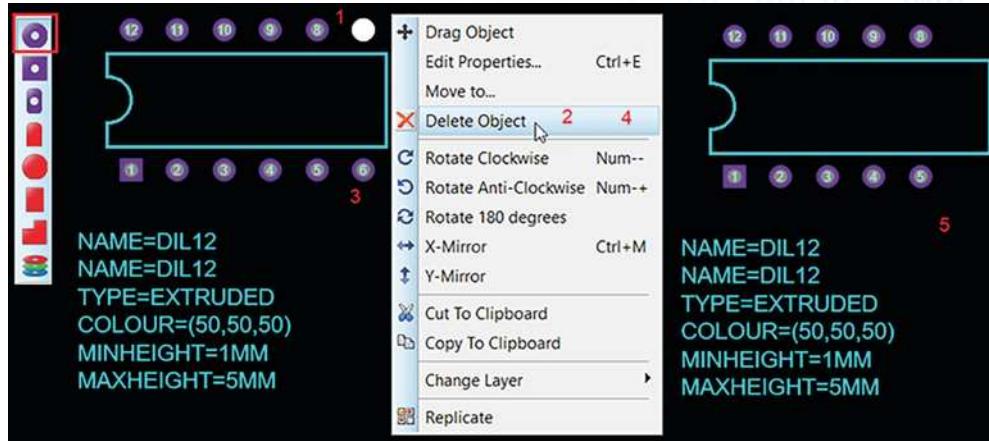 1
12 11 10 9 8
1 2 3 4 5 6
3
NAME=DIL12
NAME=DIL12
TYPE=EXTRUDED
COLOUR=(50,50,50)
MINHEIGHT=1MM
MAXHEIGHT=5MM
Drag Object
Edit Properties... Ctrl+E
Move to...
Delete Object 2 4
Rotate Clockwise Num--
Rotate Anti-Clockwise Num-+
Rotate 180 degrees
X-Mirror Ctrl+M
Y-Mirror
Cut To Clipboard
Copy To Clipboard
Change Layer
Replicate
12 11 10 9 8
1 2 3 4 5
5
NAME=DIL12
NAME=DIL12
TYPE=EXTRUDED
COLOUR=(50,50,50)
MINHEIGHT=1MM
MAXHEIGHT=5MM